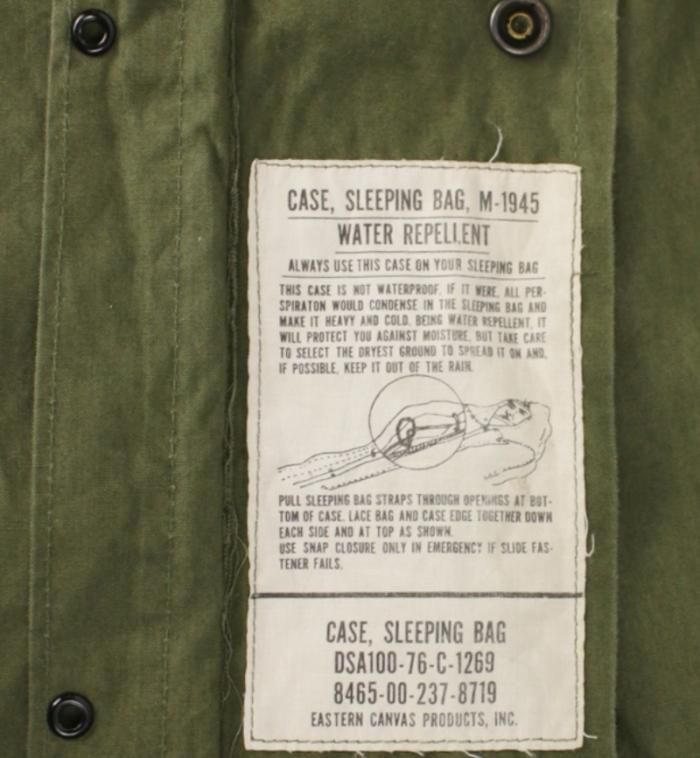 CASE, SLEEPING BAG, M-1945
WATER REPELLENT
ALWAYS USE THIS CASE ON YOUR SLEEPING BAG
THIS CASE IS NOT WATERPROOF. IF IT WERE, ALL PER-
SPIRATON WOULD CONDENSE IN THE SLEEPING BAG AND
MAKE IT HEAVY AND COLD. BEING WATER REPELLENT, IT
WILL PROTECT YOU AGAINST MOISTURE, BUT TAKE CARE
TO SELECT THE DRYEST GROUND TO SPREAD IT ON AND,
IF POSSIBLE, KEEP IT OUT OF THE RAIN.
PULL SLEEPING BAG STRAPS THROUGH OPENINGS AT BOT-
TOM OF CASE. LACE BAG AND CASE EDGE TOGETHER DOWN
EACH SIDE AND AT TOP AS SHOWN.
USE SNAP CLOSURE ONLY IN EMERGENCY IF SLIDE FAS-
TENER FAILS.
CASE, SLEEPING BAG
DSA100-76-C-1269
8465-00-237-8719
EASTERN CANVAS PRODUCTS, INC.